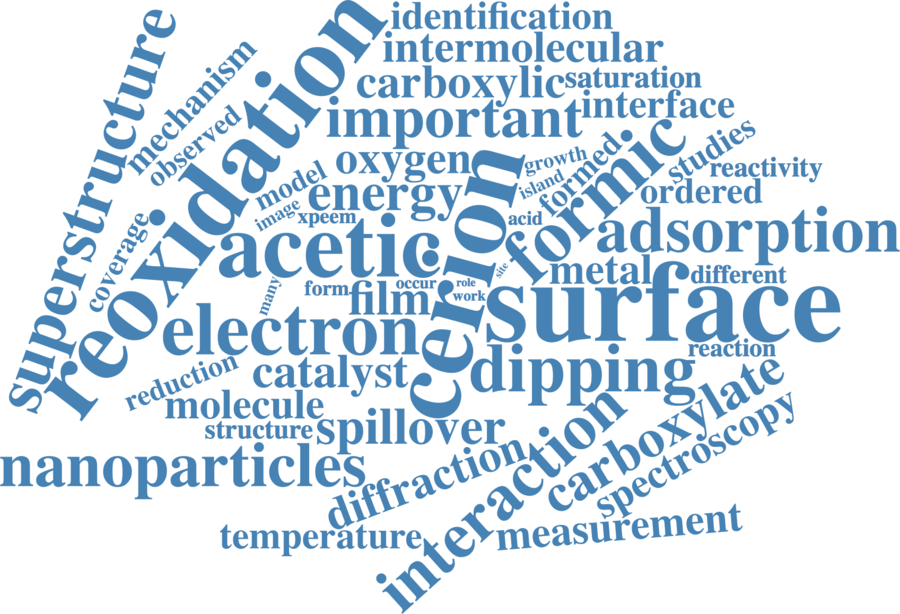 identification
intermolecular
carboxylic
saturation
interface
important
superstructure
mechanism
observed
reoxidation
oxygen
growth
formed
formic
studies
reactivity
model
energy
island
ordered
image
xpeem
acid
adsorption
coverage
acetic
cerion
site
metal
different
many
form
occur
role
film
work
surface
electron
reaction
reduction
catalyst
dipping
molecule
structure
spillover
interaction
carboxylate
spectroscopy
nanoparticles
diffraction
temperature
measurement